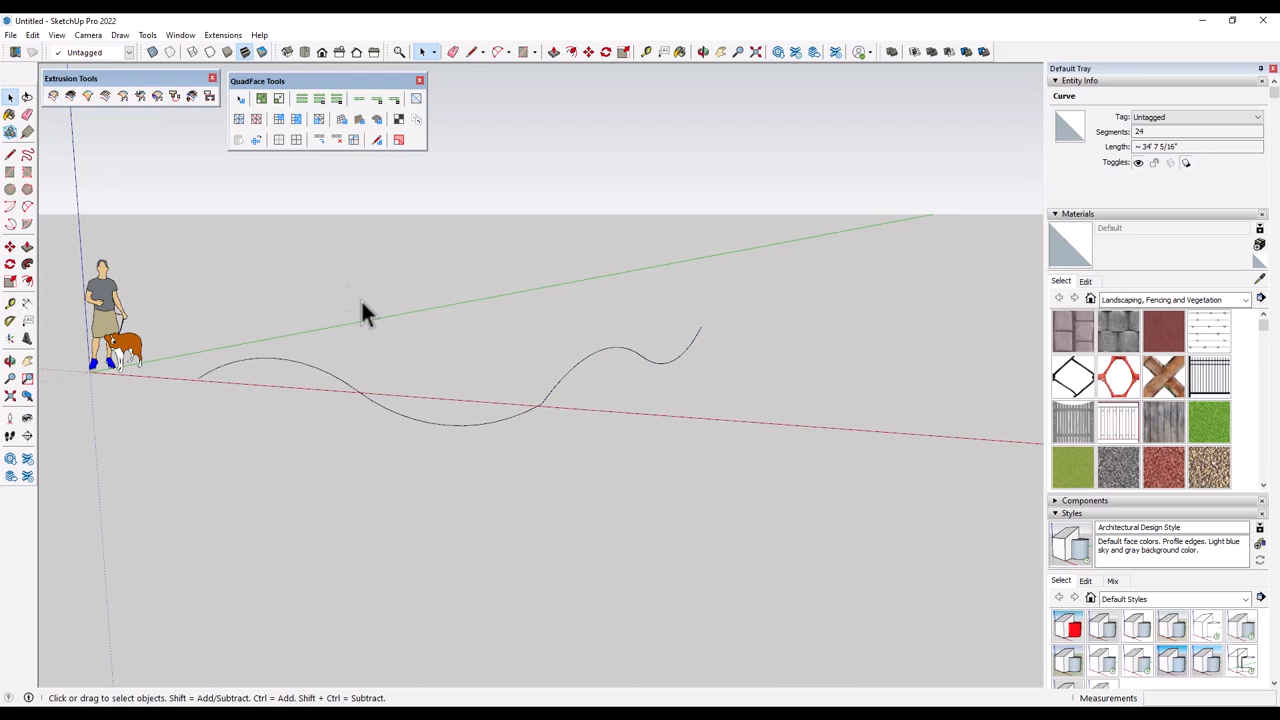 Untitled - SketchUp Pro 2022
File Edit View Camera Draw Tools Window Extensions Help
Untagged
Extrusion Tools
QuadFace Tools
Default Tray
Entity Info
Curve
Tag: Untagged
Segments: 24
Length: ~ 34' 7 5/16"
Toggles:
Materials
Default
Select Edit
Landscaping, Fencing and Vegetation
Components
Styles
Architectural Design Style
Default face colors. Profile edges. Light blue
sky and gray background color.
Select Edit Mix
Default Styles
Click or drag to select objects. Shift = Add/Subtract. Ctrl = Add. Shift + Ctrl = Subtract.
Measurements